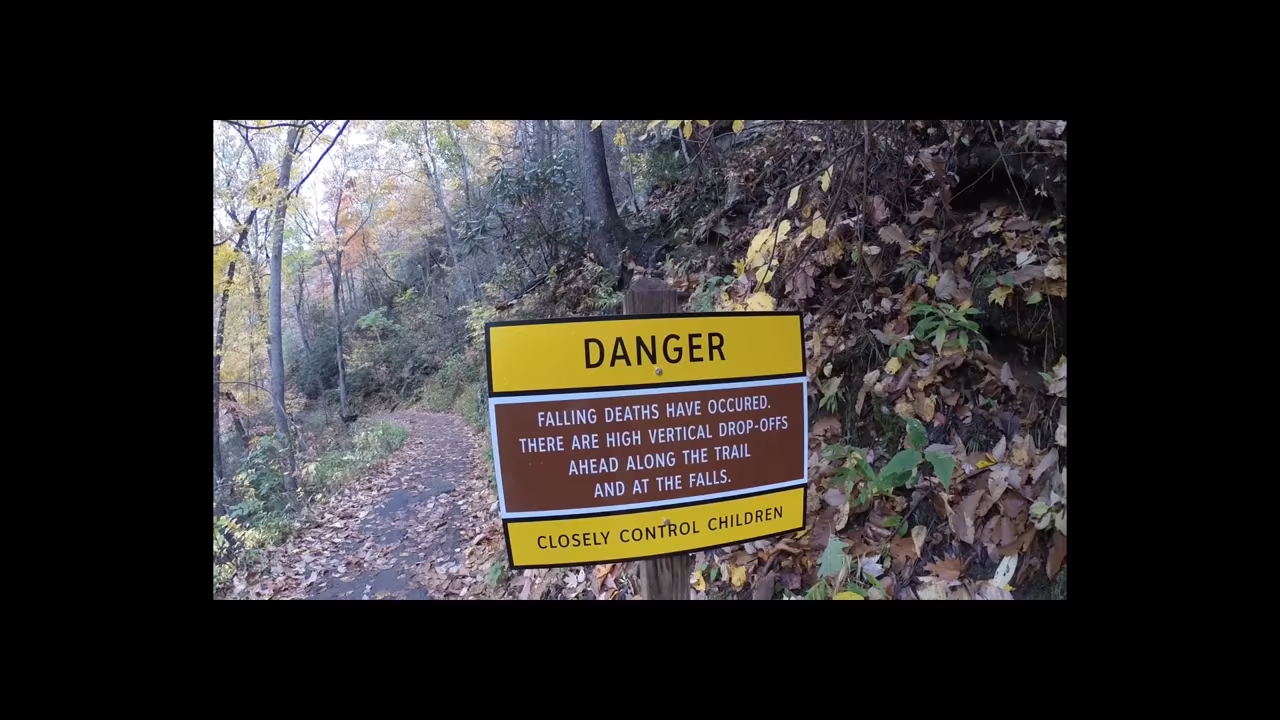 DANGER
FALLING DEATHS HAVE OCCURED.
THERE ARE HIGH VERTICAL DROP-OFFS
AHEAD ALONG THE TRAIL
AND AT THE FALLS.
CLOSELY CONTROL CHILDREN